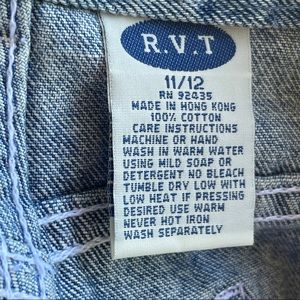 R.V.T
11/12
RN 92435
MADE IN HONG KONG
100% COTTON
CARE INSTRUCTIONS
MACHINE OR HAND
WASH IN WARM WATER
USING MILD SOAP OR
DETERGENT NO BLEACH
TUMBLE DRY LOW WITH
LOW HEAT IF PRESSING
DESIRED USE WARM
NEVER HOT IRON
WASH SEPARATELY